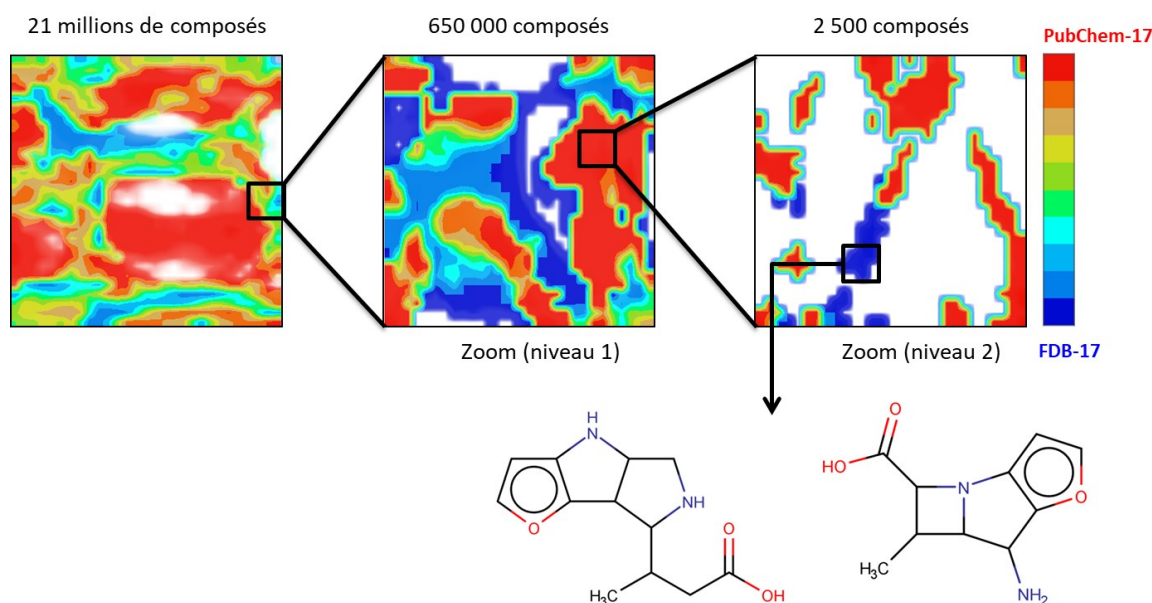 21 millions de composés
650 000 composés
2 500 composés
PubChem-17
Zoom (niveau 1)
Zoom (niveau 2)
FDB-17
H
N
NH
O
H₃C
O
OH
O
HO
N
O
H₃C
NH₂